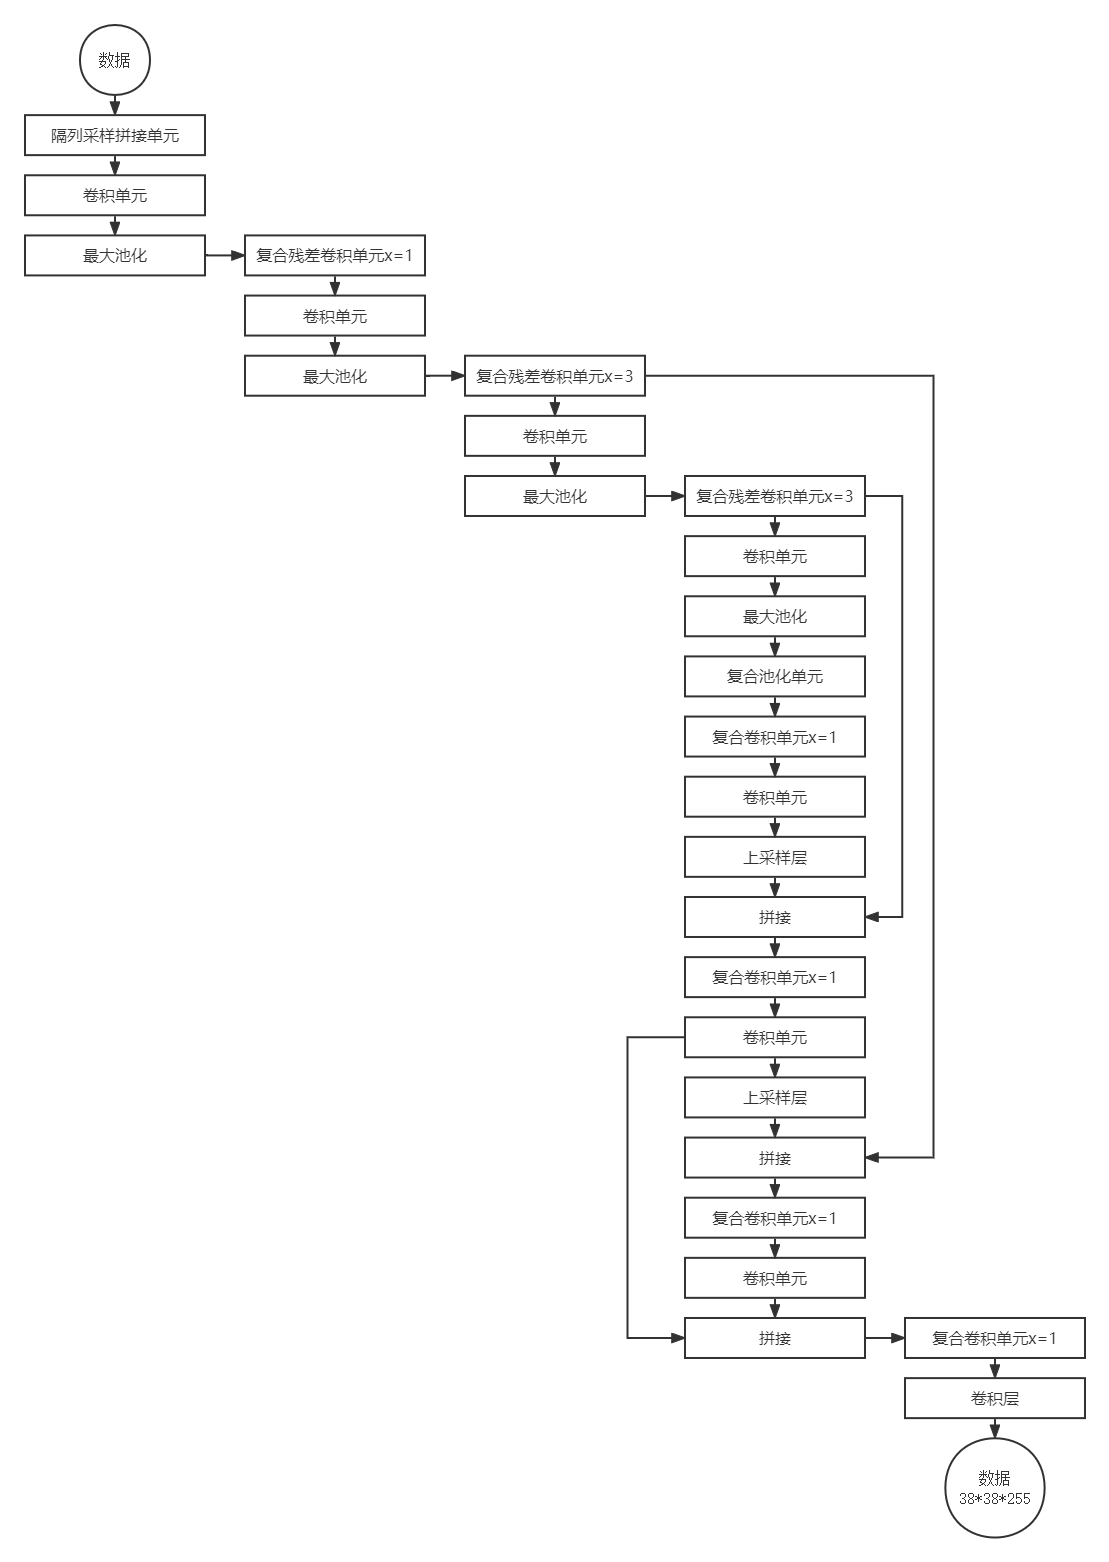 数据
隔列采样拼接单元
卷积单元
最大池化
复合残差卷积单元x=1
卷积单元
最大池化
复合残差卷积单元x=3
卷积单元
最大池化
复合残差卷积单元x=3
卷积单元
最大池化
复合池化单元
复合卷积单元x=1
卷积单元
上采样层
拼接
复合卷积单元x=1
卷积单元
上采样层
拼接
复合卷积单元x=1
卷积单元
拼接
复合卷积单元x=1
卷积层
数据
38*38*255